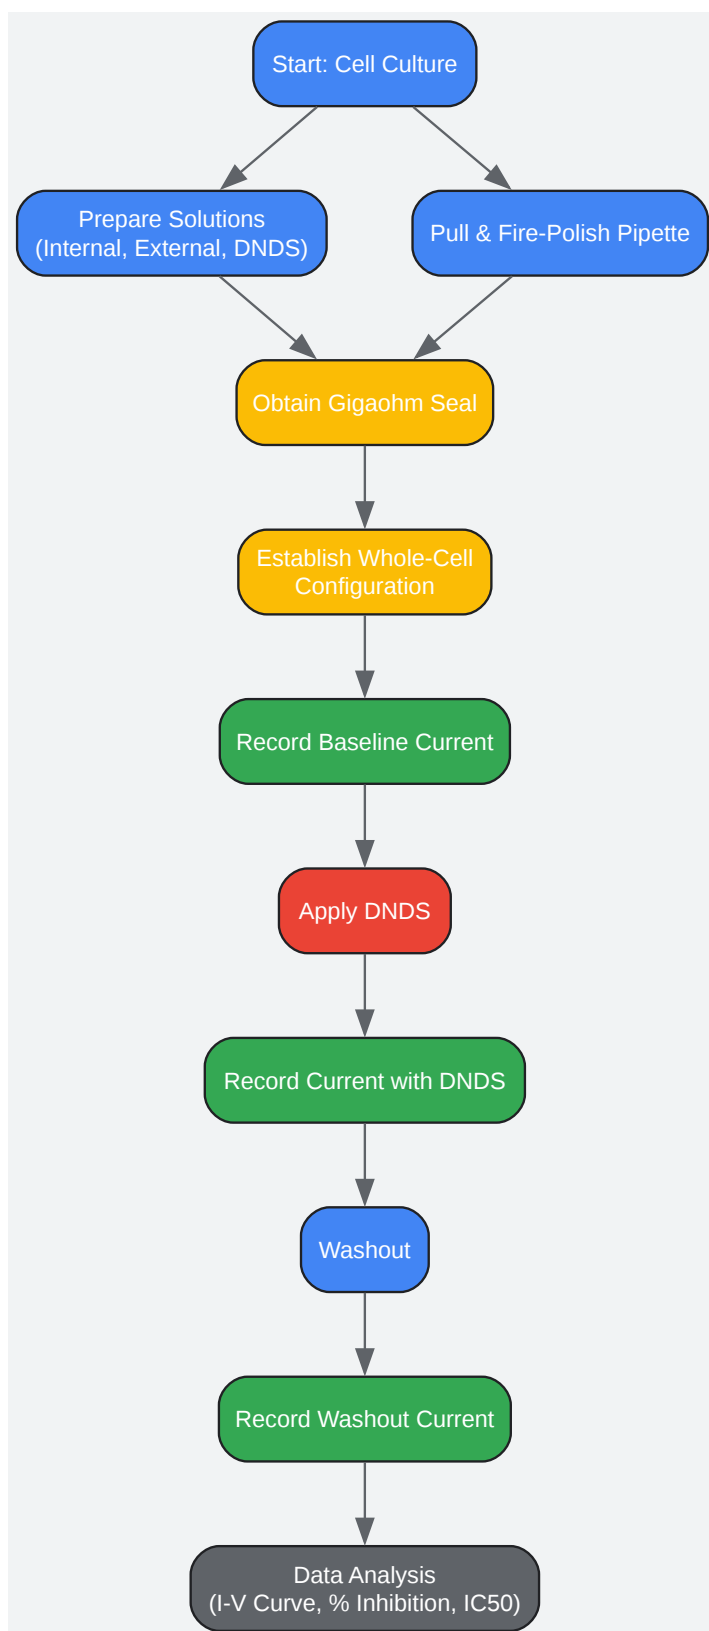 Start: Cell Culture
Prepare Solutions
(Internal, External, DNDS)
Pull & Fire-Polish Pipette
Obtain Gigaohm Seal
Establish Whole-Cell
Configuration
Record Baseline Current
Apply DNDS
Record Current with DNDS
Washout
Record Washout Current
Data Analysis
(I-V Curve, % Inhibition, IC50)